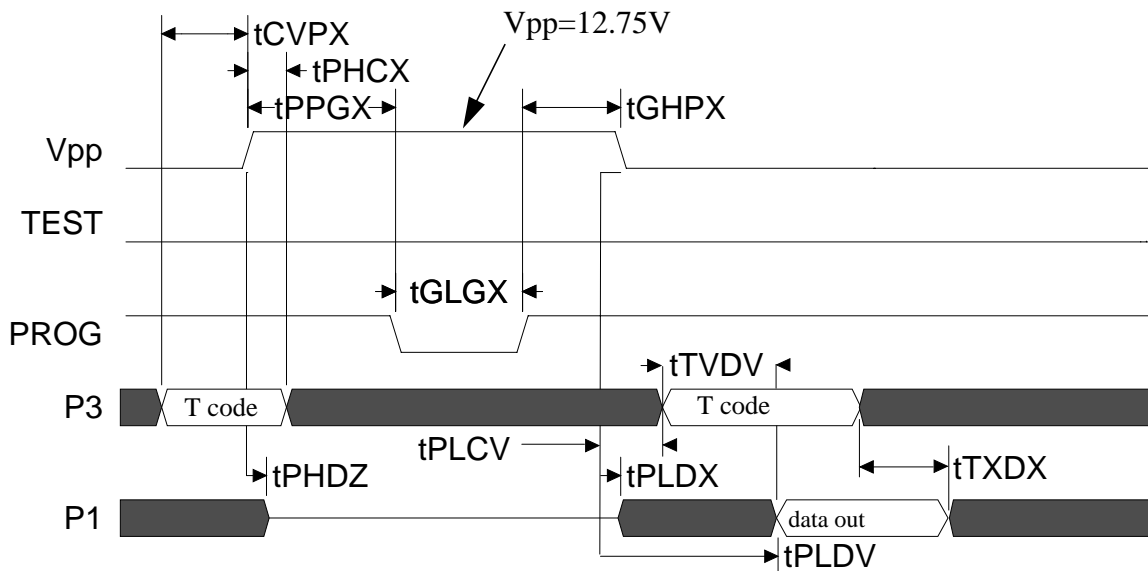 Vpp=12.75V
tCVPX
tPHCX
tPPGX
tGHPX
Vpp
TEST
tGLGX
PROG
tTVDV
P3
T code
T code
tPLCV
tPHDZ
tPLDX
tTXDX
P1
data out
tPLDV